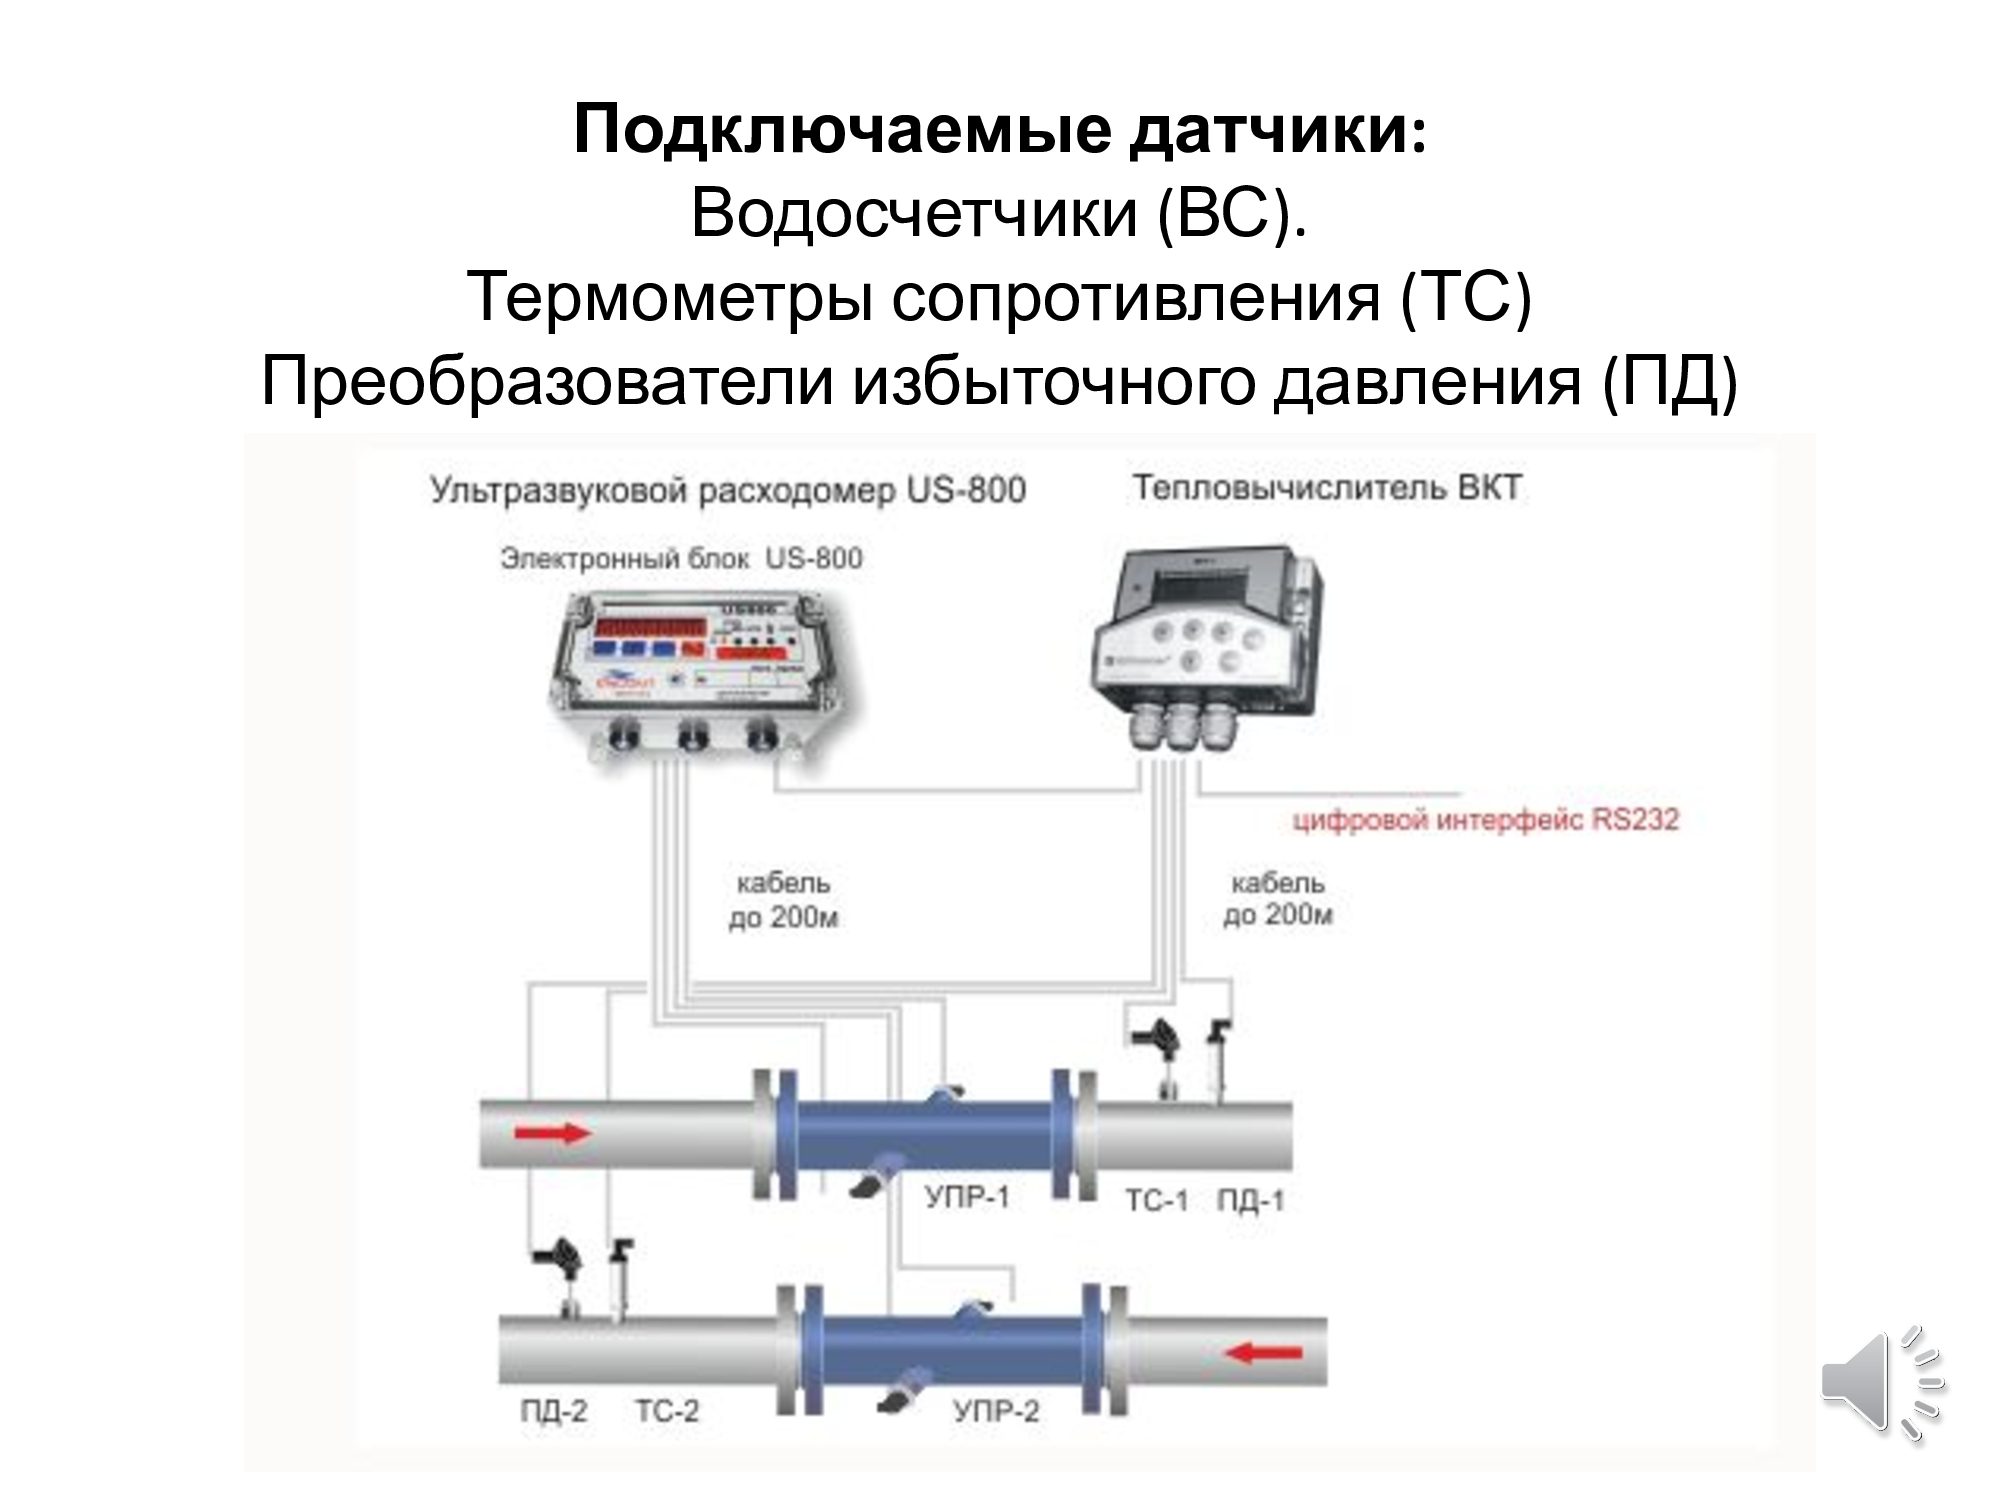 Подключаемые датчики:
Водосчетчики (ВС).
Термометры сопротивления (ТС)
Преобразователи избыточного давления (ПД)
Ультразвуковой расходомер US-800
Тепловычислитель ВКТ
Электронный блок US-800
US800
цифровой интерфейс RS232
кабель
до 200м
кабель
до 200м
УПР-1
ТС-1
ПД-1
ПД-2
ТС-2
УПР-2